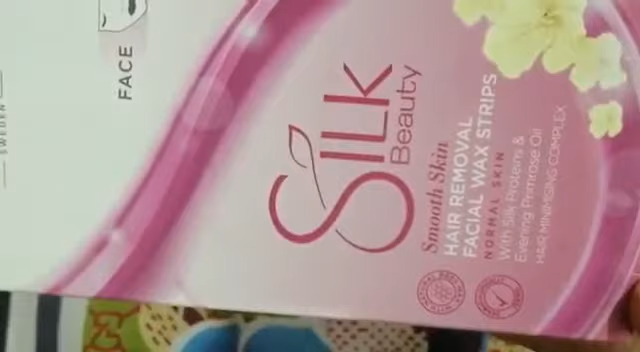 SWEDEN
FACE
SILK
Beauty
Smooth Skin
HAIR REMOVAL
FACIAL WAX STRIPS
NORMAL SKIN
With Silk Proteins &
Evening Primrose Oil
HAIR MINIMISING COMPLEX